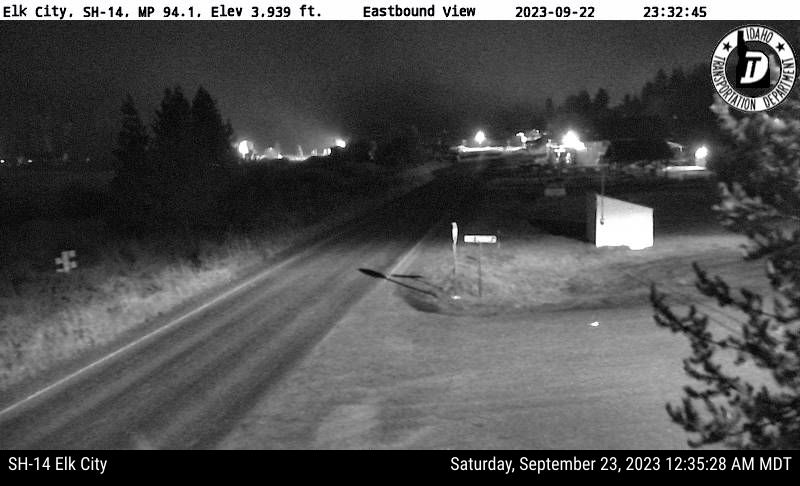 Elk City, SH-14, MP 94.1, Elev 3,939 ft. Eastbound View 2023-09-22 23:32:45
IDAHO TRANSPORTATION DEPARTMENT
SH-14 Elk City Saturday, September 23, 2023 12:35:28 AM MDT